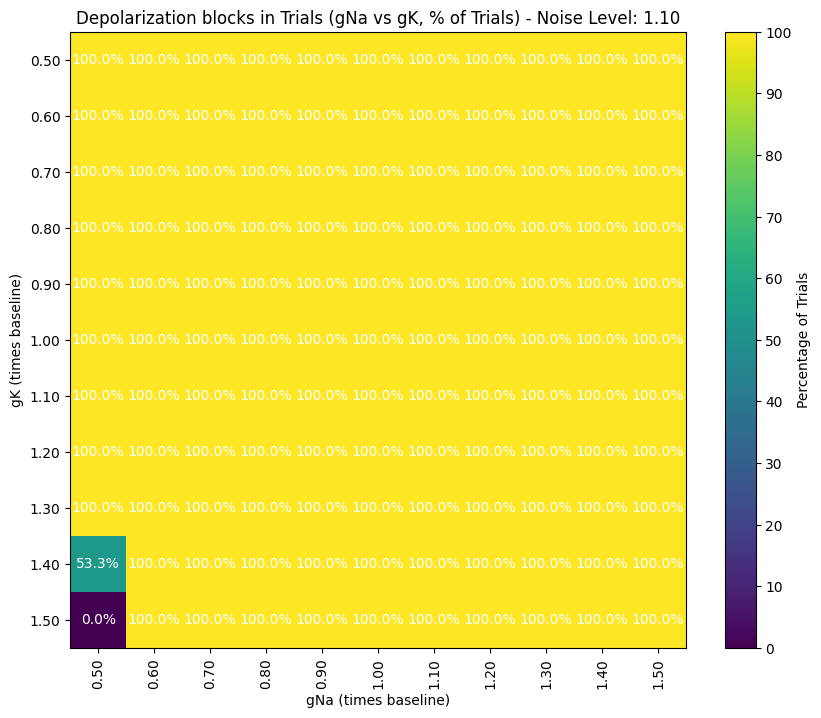 Depolarization blocks in Trials (gNa vs gK, % of Trials) - Noise Level: 1.10
0.50 100.0% 100.0% 100.0% 100.0% 100.0% 100.0% 100.0% 100.0% 100.0% 100.0% 100.0%
0.60 100.0% 100.0% 100.0% 100.0% 100.0% 100.0% 100.0% 100.0% 100.0% 100.0% 100.0%
0.70 100.0% 100.0% 100.0% 100.0% 100.0% 100.0% 100.0% 100.0% 100.0% 100.0% 100.0%
0.80 100.0% 100.0% 100.0% 100.0% 100.0% 100.0% 100.0% 100.0% 100.0% 100.0% 100.0%
0.90 100.0% 100.0% 100.0% 100.0% 100.0% 100.0% 100.0% 100.0% 100.0% 100.0% 100.0%
1.00 100.0% 100.0% 100.0% 100.0% 100.0% 100.0% 100.0% 100.0% 100.0% 100.0% 100.0%
1.10 100.0% 100.0% 100.0% 100.0% 100.0% 100.0% 100.0% 100.0% 100.0% 100.0% 100.0%
1.20 100.0% 100.0% 100.0% 100.0% 100.0% 100.0% 100.0% 100.0% 100.0% 100.0% 100.0%
1.30 100.0% 100.0% 100.0% 100.0% 100.0% 100.0% 100.0% 100.0% 100.0% 100.0% 100.0%
1.40 53.3% 100.0% 100.0% 100.0% 100.0% 100.0% 100.0% 100.0% 100.0% 100.0% 100.0%
1.50 0.0% 100.0% 100.0% 100.0% 100.0% 100.0% 100.0% 100.0% 100.0% 100.0% 100.0%
0.50 0.60 0.70 0.80 0.90 1.00 1.10 1.20 1.30 1.40 1.50
gNa (times baseline)
gK (times baseline)
100
90
80
70
60
50
40
30
20
10
0
Percentage of Trials